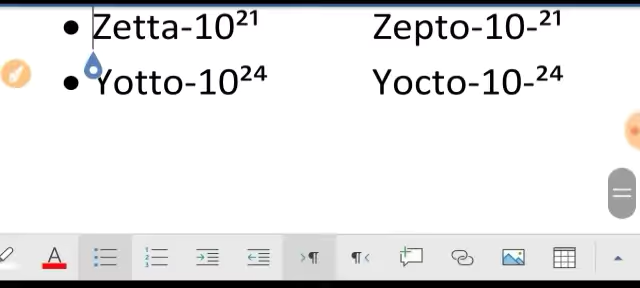 • Zetta-10²¹ Zepto-10-²¹
• Yotto-10²⁴ Yocto-10-²⁴